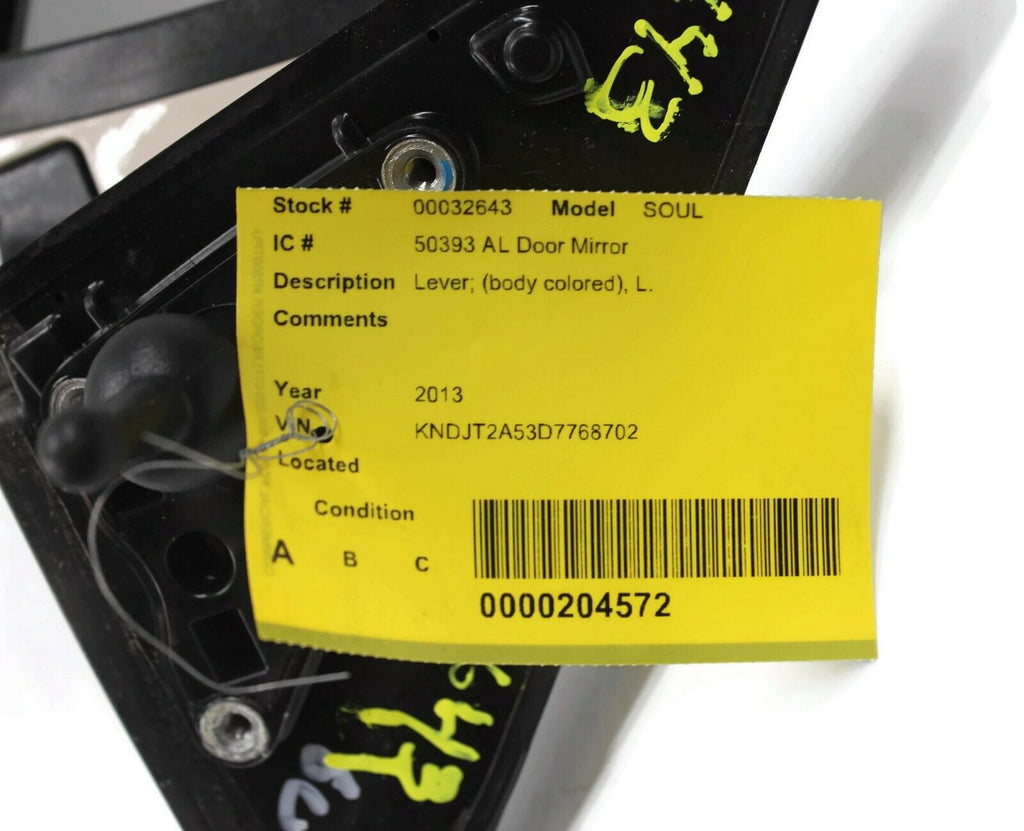 643
Stock # 00032643 Model SOUL
IC # 50393 AL Door Mirror
Description Lever; (body colored), L.
Comments
Year 2013
VIN KNDJT2A53D7768702
Located
Condition
A B C
0000204572